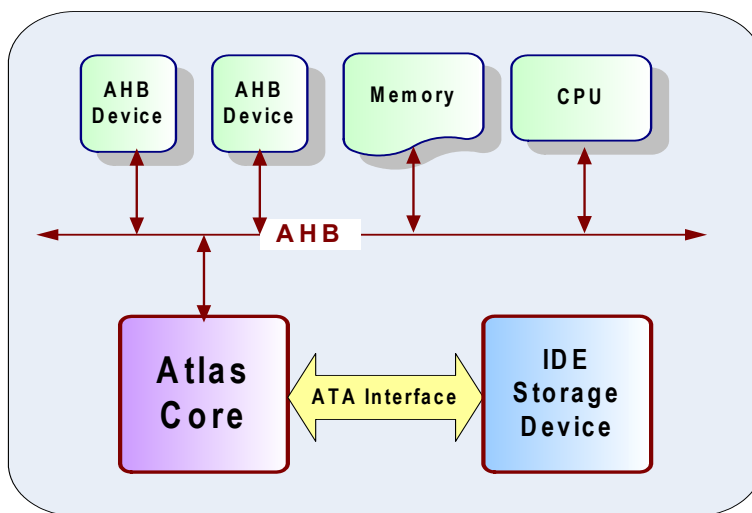 AHB
Device
AHB
Device
Memory
CPU
AHB
Atlas
Core
ATA Interface
IDE
Storage
Device